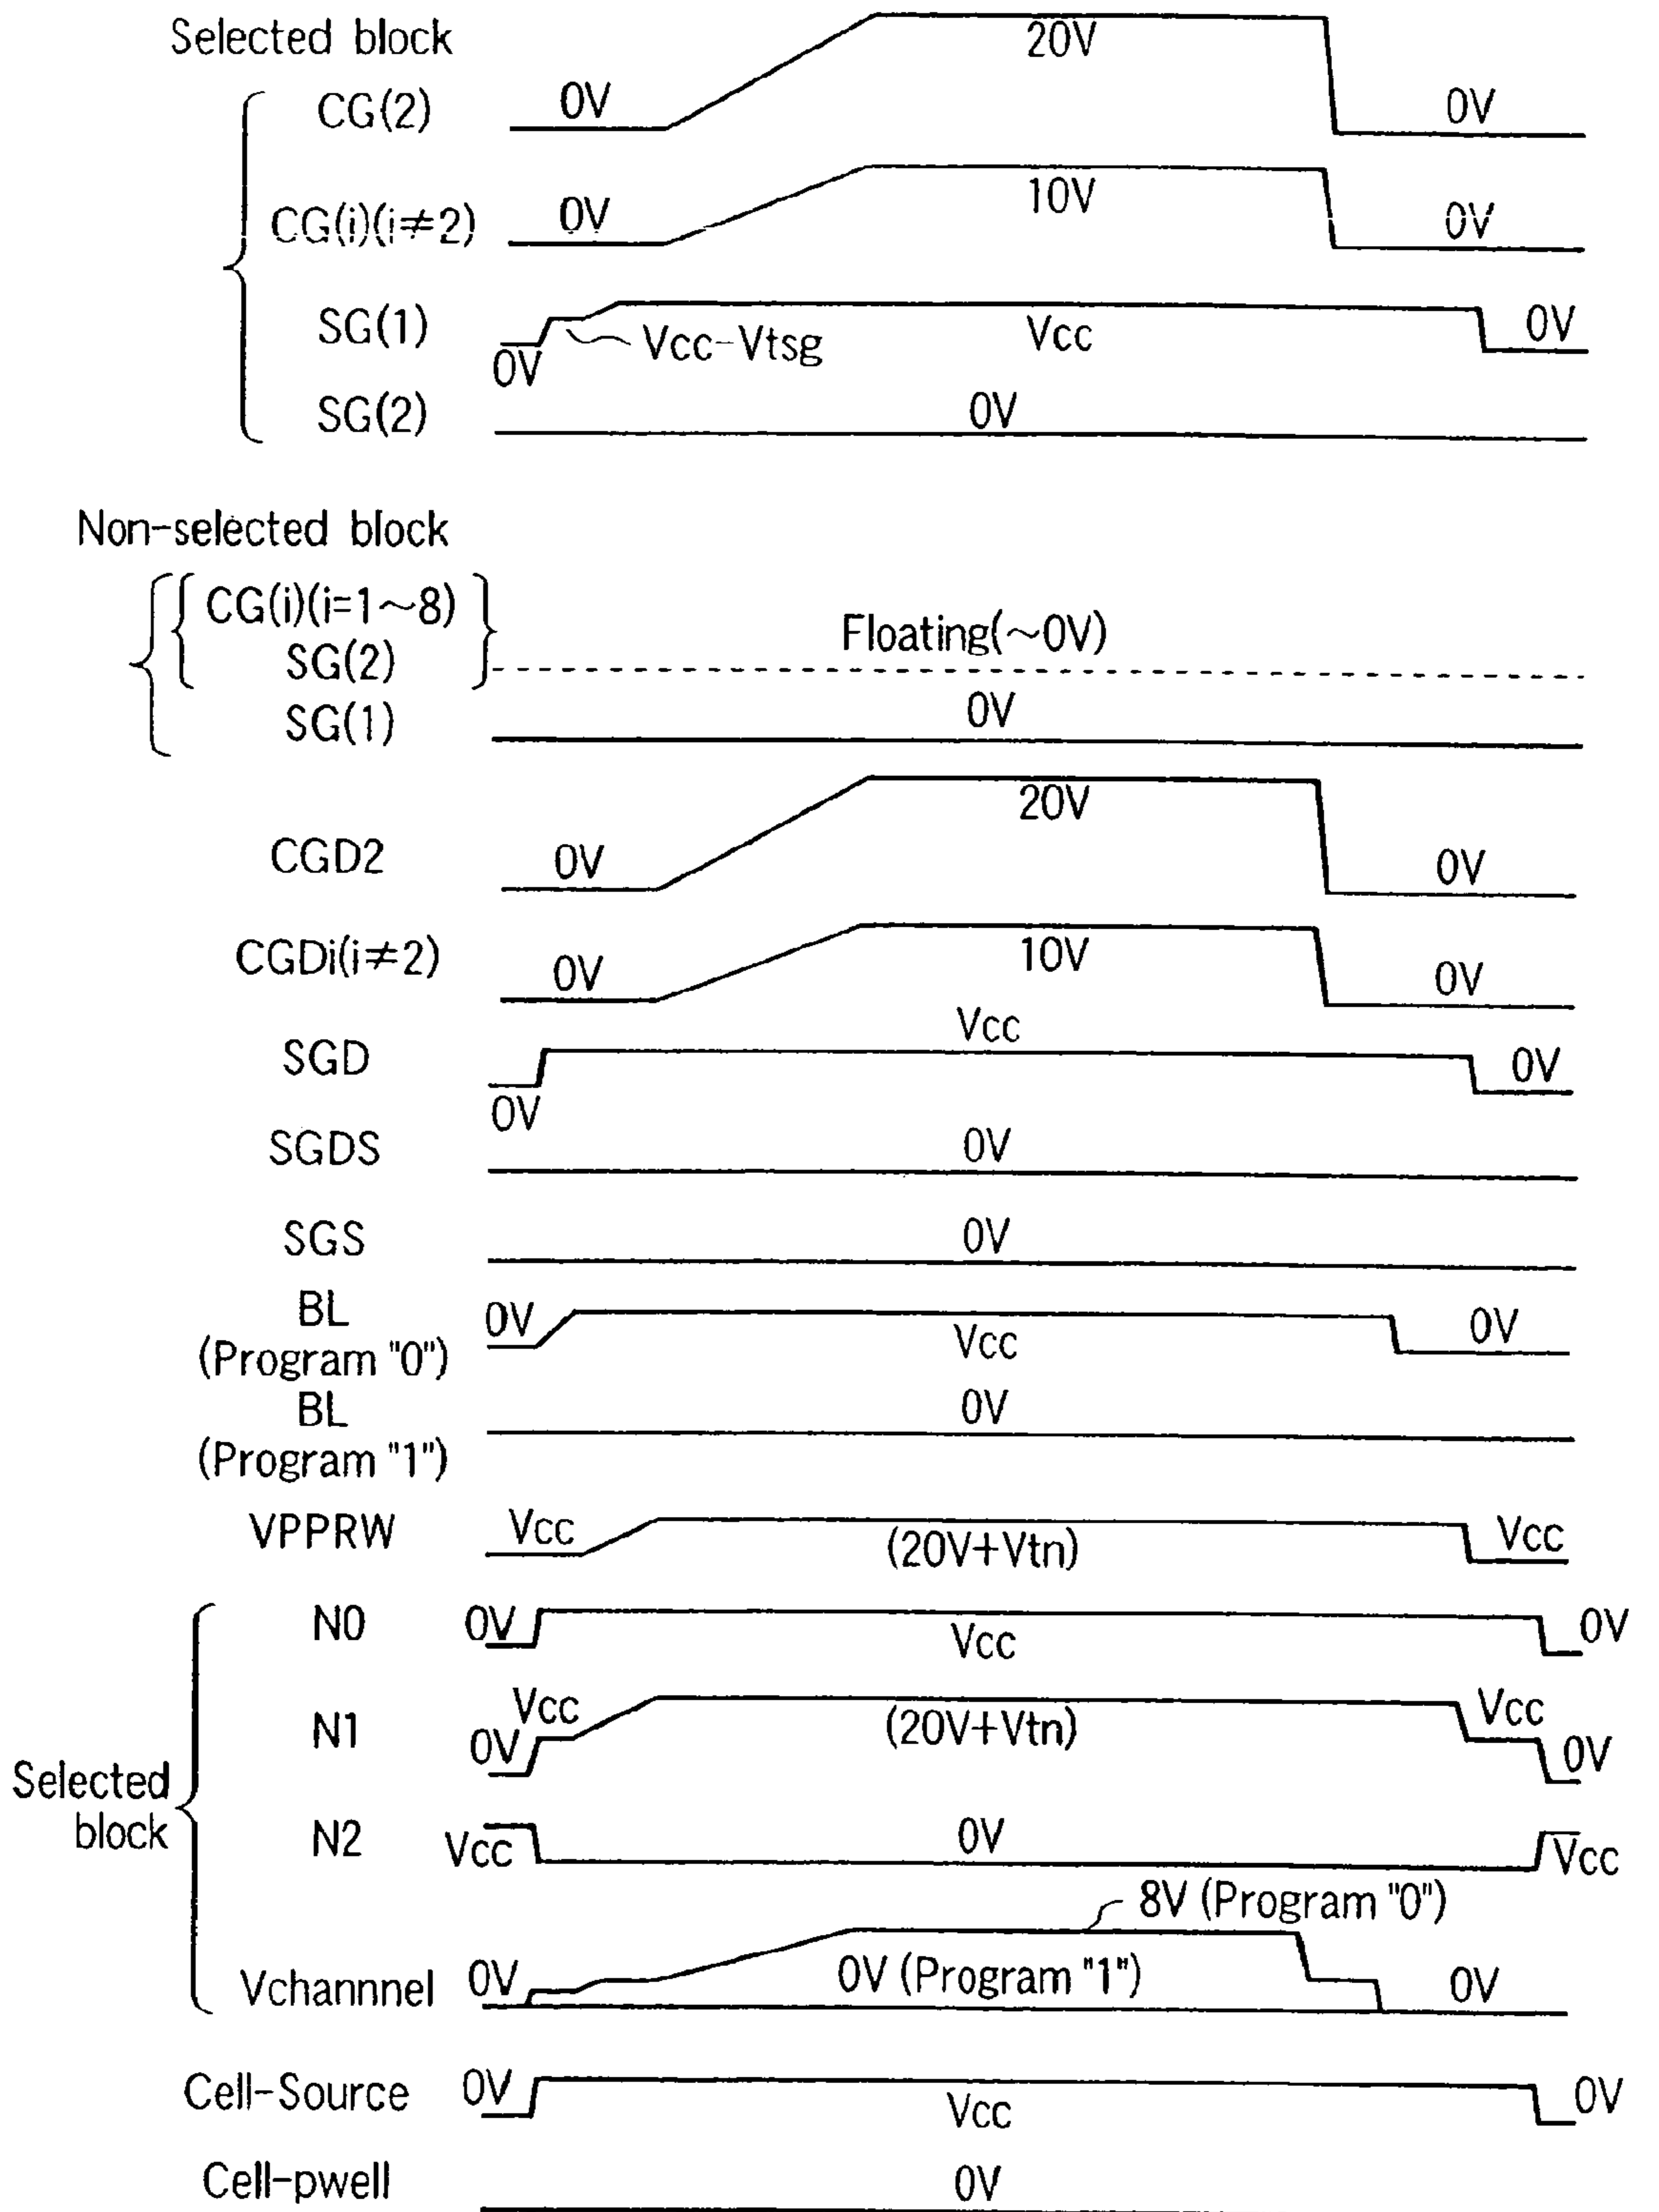 Selected block
20V
CG(2) 0V 0V
10V
CG(i)(i≠2) 0V 0V
SG(1) 0V Vcc-Vtsg Vcc 0V
SG(2) 0V
Non-selected block
CG(i)(i=1~8)
Floating(~0V)
SG(2)
SG(1) 0V
20V
CGD2 0V 0V
CGDi(i≠2) 0V 10V 0V
Vcc
SGD 0V 0V
SGDS 0V
SGS 0V
BL 0V 0V
(Program "0") Vcc
BL 0V
(Program "1")
VPPRW Vcc (20V+Vtn) Vcc
N0 0V Vcc 0V
Vcc Vcc
N1 0V (20V+Vtn) 0V
Selected
block
N2 Vcc 0V Vcc
8V (Program "0")
Vchannnel 0V 0V (Program "1") 0V
Cell-Source 0V Vcc 0V
Cell-pwell 0V